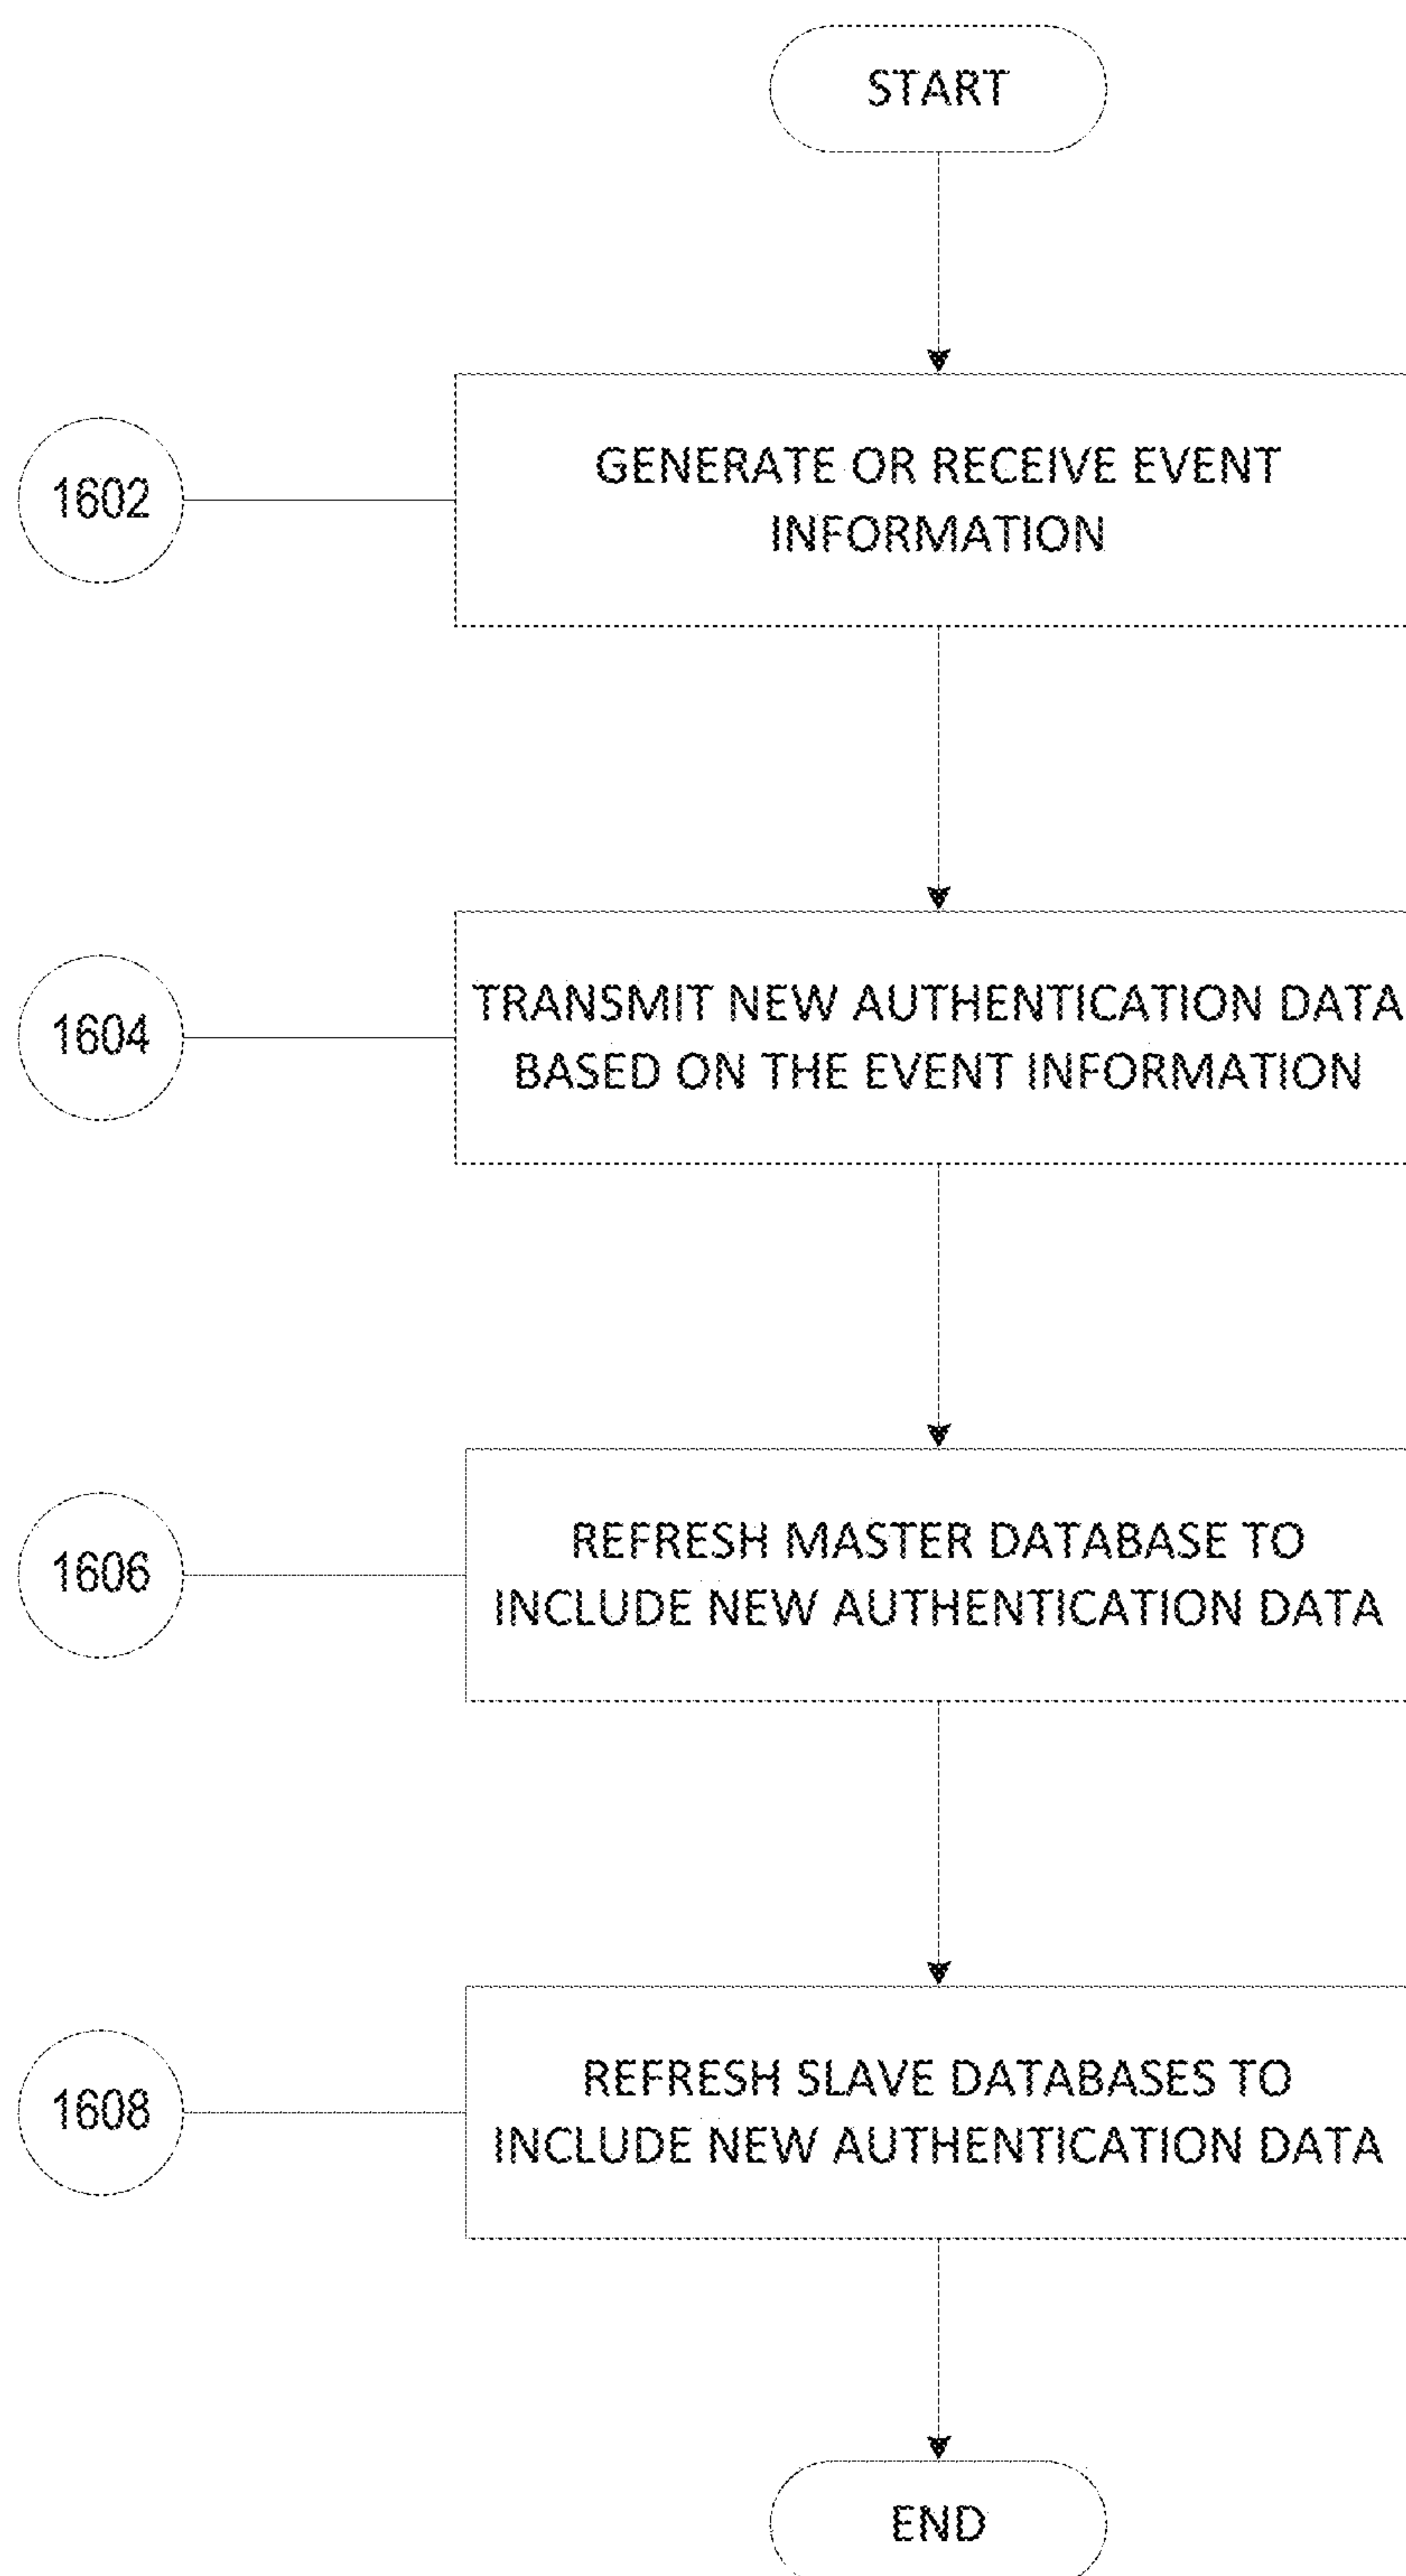 START
1602
GENERATE OR RECEIVE EVENT
INFORMATION
1604
TRANSMIT NEW AUTHENTICATION DATA
BASED ON THE EVENT INFORMATION
1606
REFRESH MASTER DATABASE TO
INCLUDE NEW AUTHENTICATION DATA
1608
REFRESH SLAVE DATABASES TO
INCLUDE NEW AUTHENTICATION DATA
END